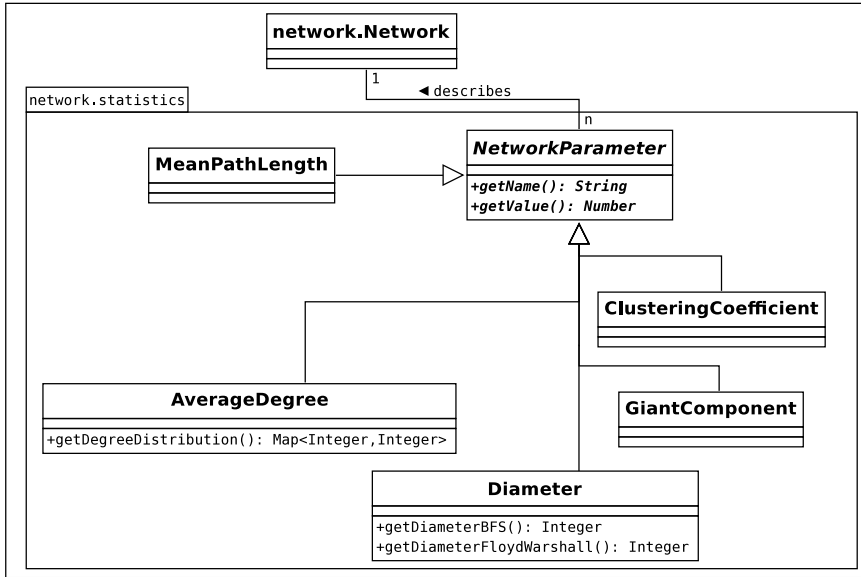 network.Network
1
◄ describes
network.statistics
n
NetworkParameter
+getName(): String
+getValue(): Number
MeanPathLength
ClusteringCoefficient
AverageDegree
+getDegreeDistribution(): Map<Integer,Integer>
GiantComponent
Diameter
+getDiameterBFS(): Integer
+getDiameterFloydWarshall(): Integer